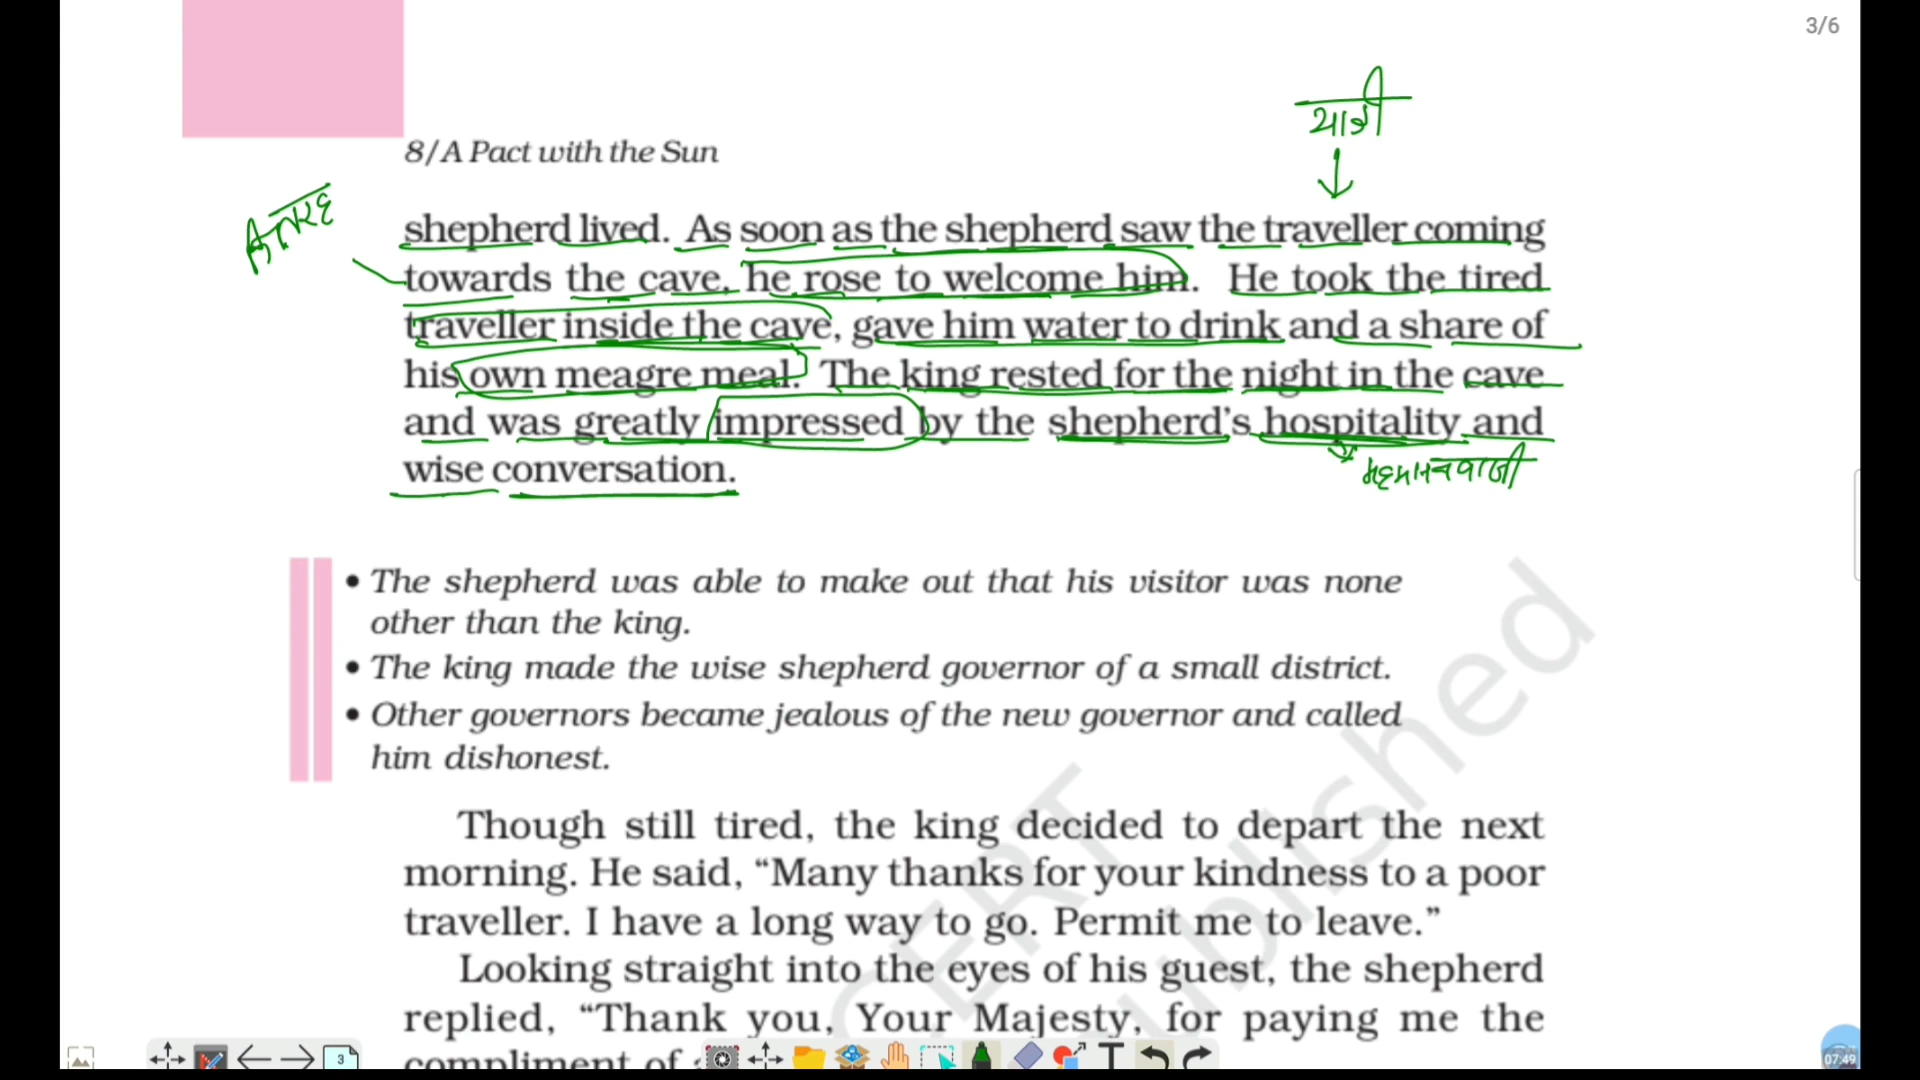 3/6
यात्री
8/A Pact with the Sun
shepherd lived. As soon as the shepherd saw the traveller coming
towards the cave, he rose to welcome him. He took the tired
traveller inside the cave, gave him water to drink and a share of
his own meagre meal. The king rested for the night in the cave
and was greatly impressed by the shepherd’s hospitality and
wise conversation.
• The shepherd was able to make out that his visitor was none
other than the king.
• The king made the wise shepherd governor of a small district.
• Other governors became jealous of the new governor and called
him dishonest.
Though still tired, the king decided to depart the next
morning. He said, “Many thanks for your kindness to a poor
traveller. I have a long way to go. Permit me to leave.”
Looking straight into the eyes of his guest, the shepherd
replied, “Thank you, Your Majesty, for paying me the
compliment of
3
T
07:49